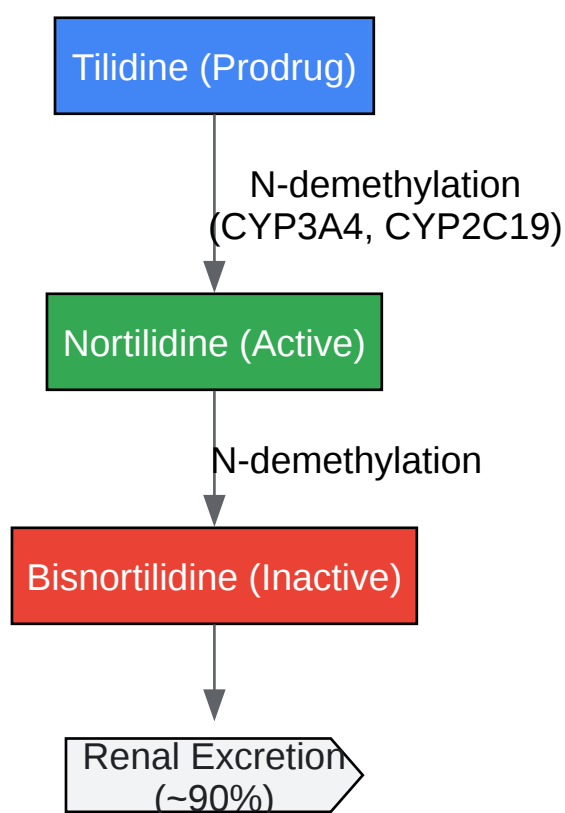 Tilidine (Prodrug)
N-demethylation
(CYP3A4, CYP2C19)
Nortilidine (Active)
N-demethylation
Bisnortilidine (Inactive)
Renal Excretion
(~90%)